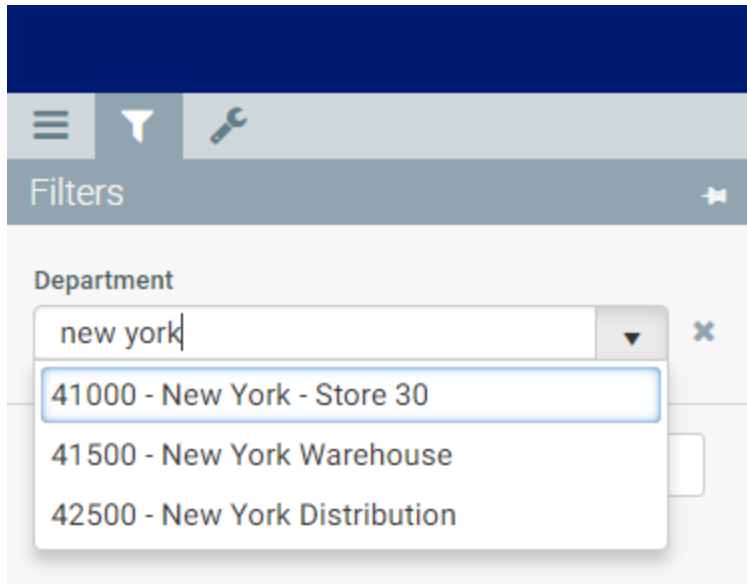 Filters
Department
new york
41000 - New York - Store 30
41500 - New York Warehouse
42500 - New York Distribution